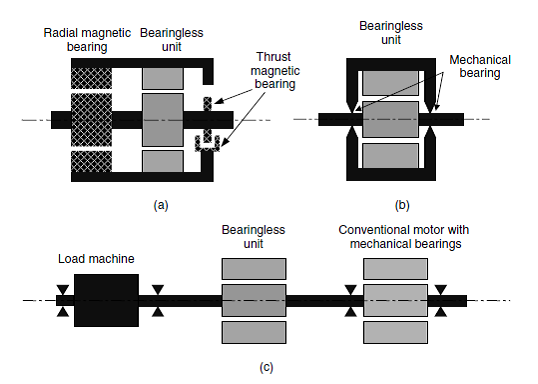 Radial magnetic
bearing
Bearingless
unit
Thrust
magnetic
bearing
(a)
Bearingless
unit
Mechanical
bearing
(b)
Load machine
Bearingless
unit
Conventional motor with
mechanical bearings
(c)